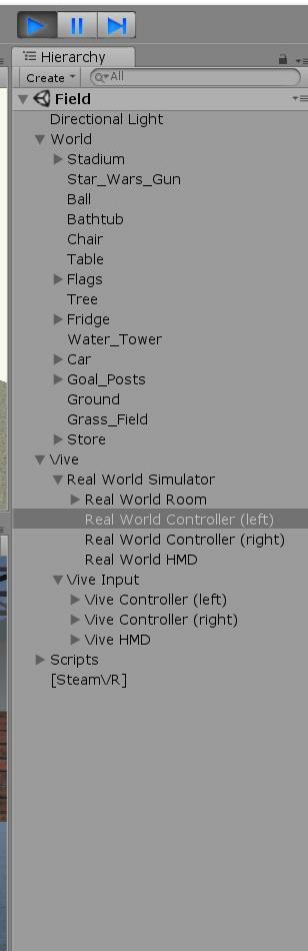 Hierarchy
Create All
Field
Directional Light
World
Stadium
Star_Wars_Gun
Ball
Bathtub
Chair
Table
Flags
Tree
Fridge
Water_Tower
Car
Goal_Posts
Ground
Grass_Field
Store
Vive
Real World Simulator
Real World Room
Real World Controller (left)
Real World Controller (right)
Real World HMD
Vive Input
Vive Controller (left)
Vive Controller (right)
Vive HMD
Scripts
[SteamVR]